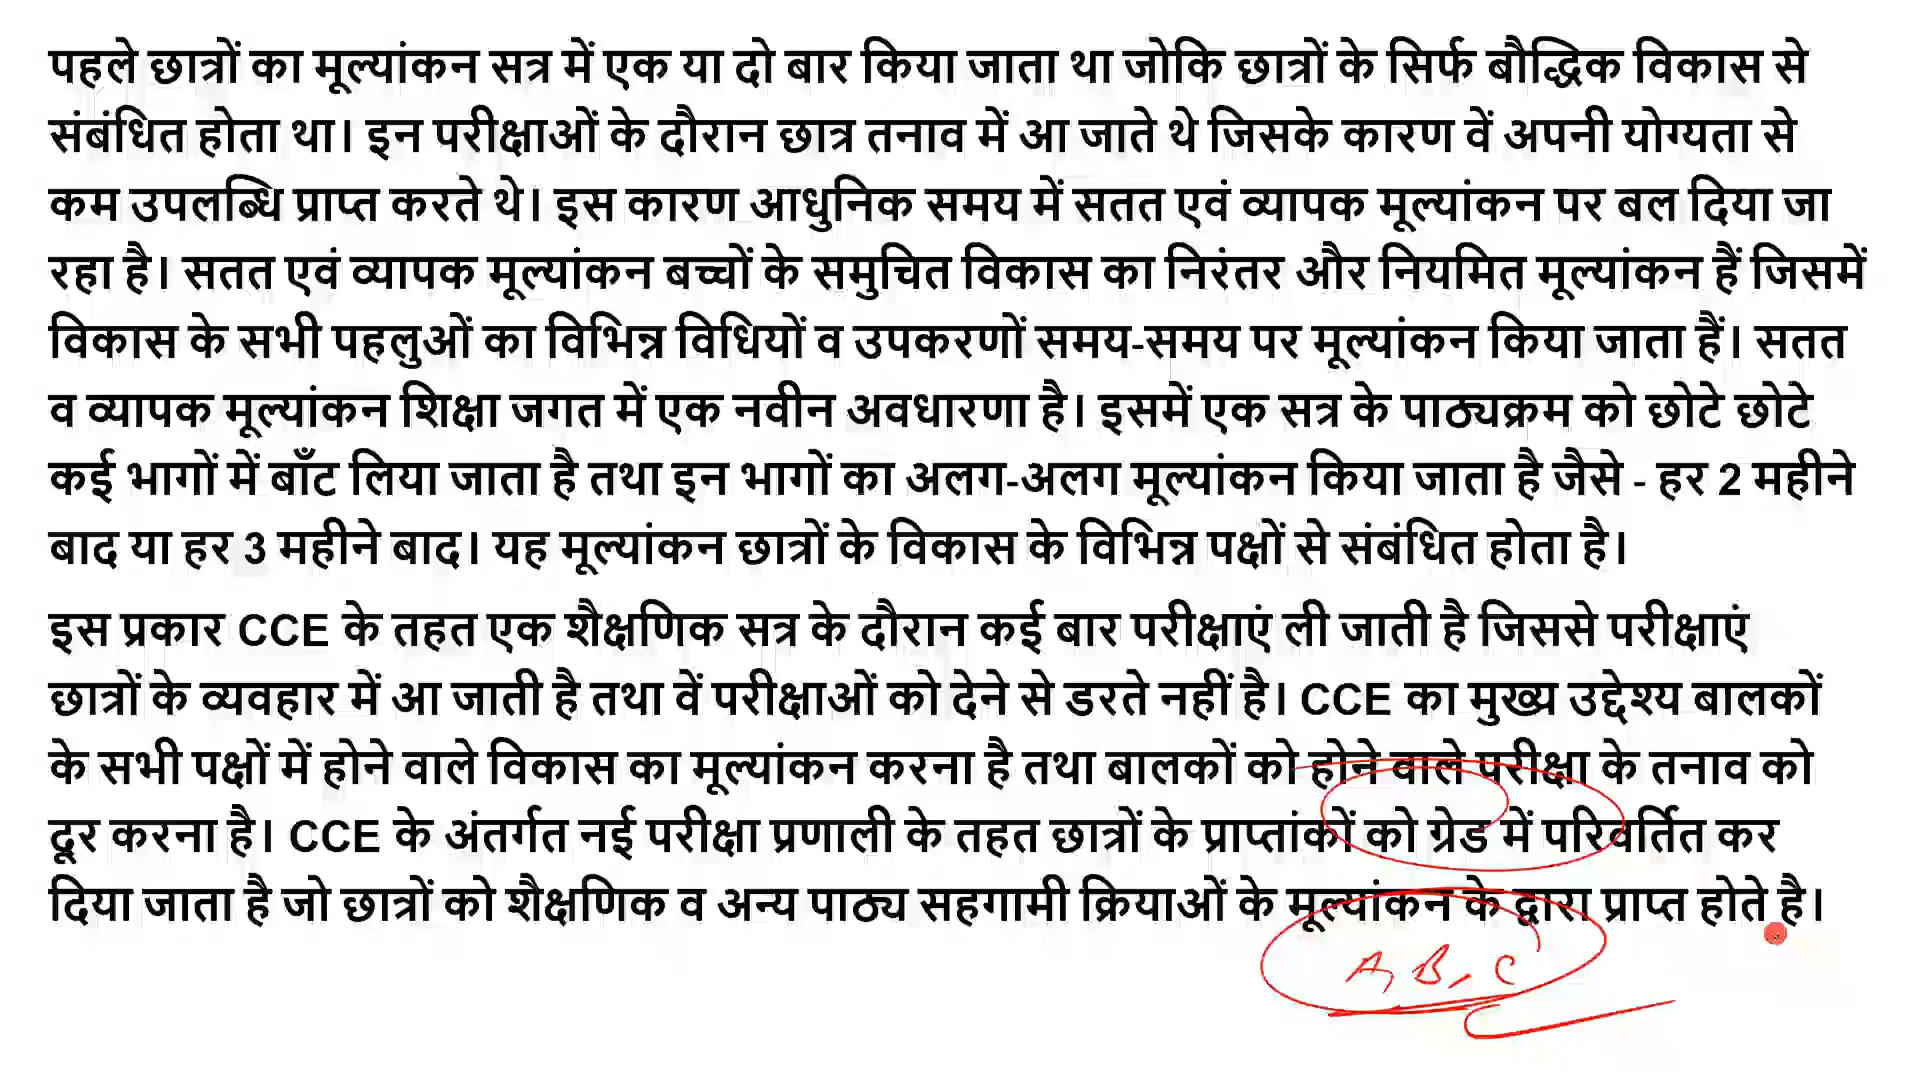 पहले छात्रों का मूल्यांकन सत्र में एक या दो बार किया जाता था जोकि छात्रों के सिर्फ बौद्धिक विकास से
संबंधित होता था। इन परीक्षाओं के दौरान छात्र तनाव में आ जाते थे जिसके कारण वें अपनी योग्यता से
कम उपलब्धि प्राप्त करते थे। इस कारण आधुनिक समय में सतत एवं व्यापक मूल्यांकन पर बल दिया जा
रहा है। सतत एवं व्यापक मूल्यांकन बच्चों के समुचित विकास का निरंतर और नियमित मूल्यांकन हैं जिसमें
विकास के सभी पहलुओं का विभिन्न विधियों व उपकरणों समय-समय पर मूल्यांकन किया जाता हैं। सतत
व व्यापक मूल्यांकन शिक्षा जगत में एक नवीन अवधारणा है। इसमें एक सत्र के पाठ्यक्रम को छोटे छोटे
कई भागों में बाँट लिया जाता है तथा इन भागों का अलग-अलग मूल्यांकन किया जाता है जैसे - हर 2 महीने
बाद या हर 3 महीने बाद। यह मूल्यांकन छात्रों के विकास के विभिन्न पक्षों से संबंधित होता है।
इस प्रकार CCE के तहत एक शैक्षणिक सत्र के दौरान कई बार परीक्षाएं ली जाती है जिससे परीक्षाएं
छात्रों के व्यवहार में आ जाती है तथा वें परीक्षाओं को देने से डरते नहीं है। CCE का मुख्य उद्देश्य बालकों
के सभी पक्षों में होने वाले विकास का मूल्यांकन करना है तथा बालकों को होने वाले परीक्षा के तनाव को
दूर करना है। CCE के अंतर्गत नई परीक्षा प्रणाली के तहत छात्रों के प्राप्तांकों को ग्रेड में परिवर्तित कर
दिया जाता है जो छात्रों को शैक्षणिक व अन्य पाठ्य सहगामी क्रियाओं के मूल्यांकन के द्वारा प्राप्त होते है।
A, B, C